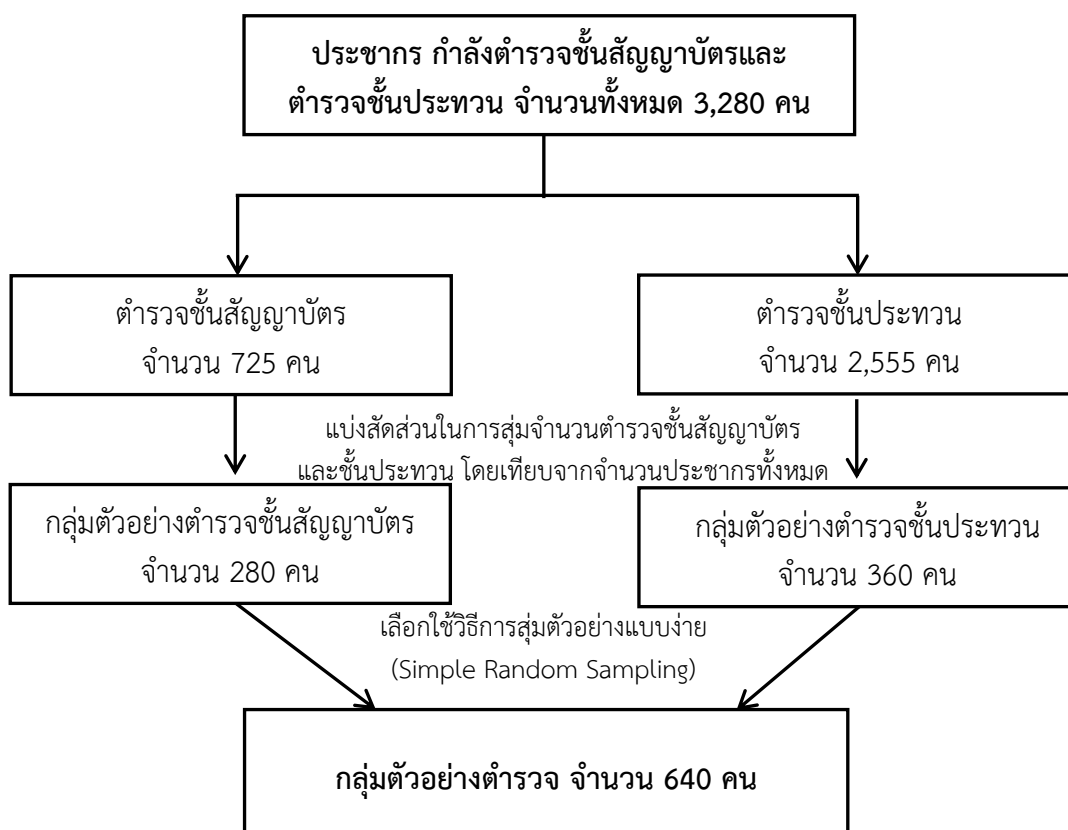 ประชากร กำลังตำรวจชั้นสัญญาบัตรและ
ตำรวจชั้นประทวน จำนวนทั้งหมด 3,280 คน
ตำรวจชั้นสัญญาบัตร
จำนวน 725 คน
ตำรวจชั้นประทวน
จำนวน 2,555 คน
แบ่งสัดส่วนในการสุ่มจำนวนตำรวจชั้นสัญญาบัตร
และชั้นประทวน โดยเทียบจากจำนวนประชากรทั้งหมด
กลุ่มตัวอย่างตำรวจชั้นสัญญาบัตร
จำนวน 280 คน
กลุ่มตัวอย่างตำรวจชั้นประทวน
จำนวน 360 คน
เลือกใช้วิธีการสุ่มตัวอย่างแบบง่าย
(Simple Random Sampling)
กลุ่มตัวอย่างตำรวจ จำนวน 640 คน